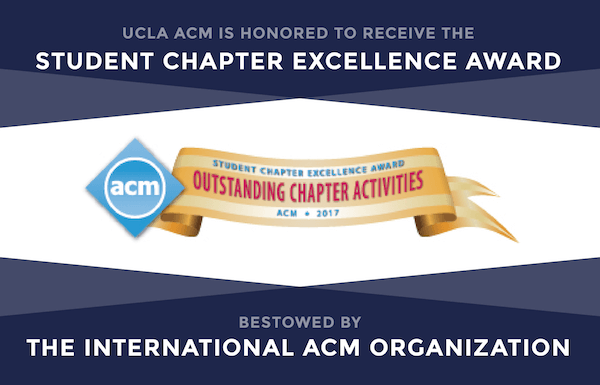 UCLA ACM IS HONORED TO RECEIVE THE
STUDENT CHAPTER EXCELLENCE AWARD
acm
STUDENT CHAPTER EXCELLENCE AWARD
OUTSTANDING CHAPTER ACTIVITIES
ACM • 2017
BESTOWED BY
THE INTERNATIONAL ACM ORGANIZATION